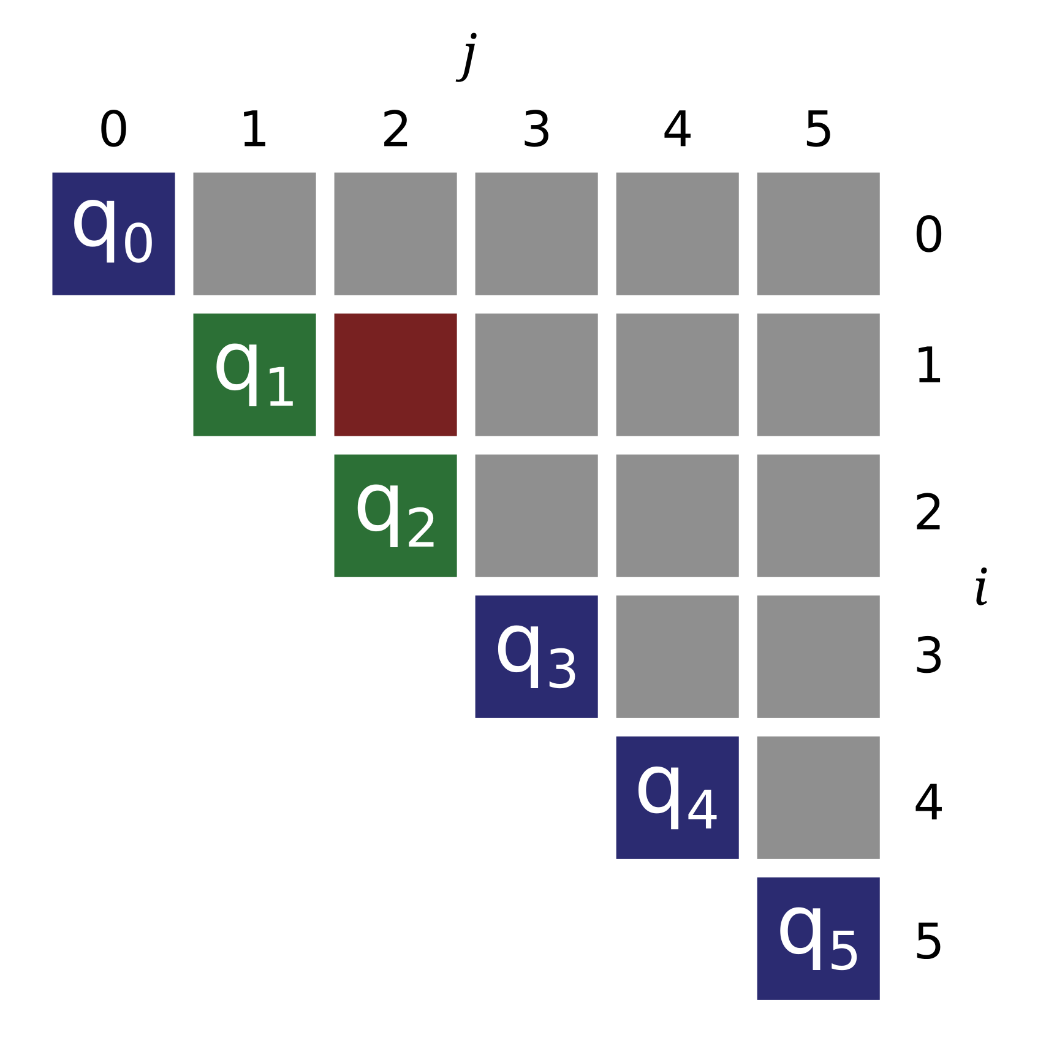 j
0 1 2 3 4 5
q₀ 0
q₁ 1
q₂ 2
i
q₃ 3
q₄ 4
q₅ 5